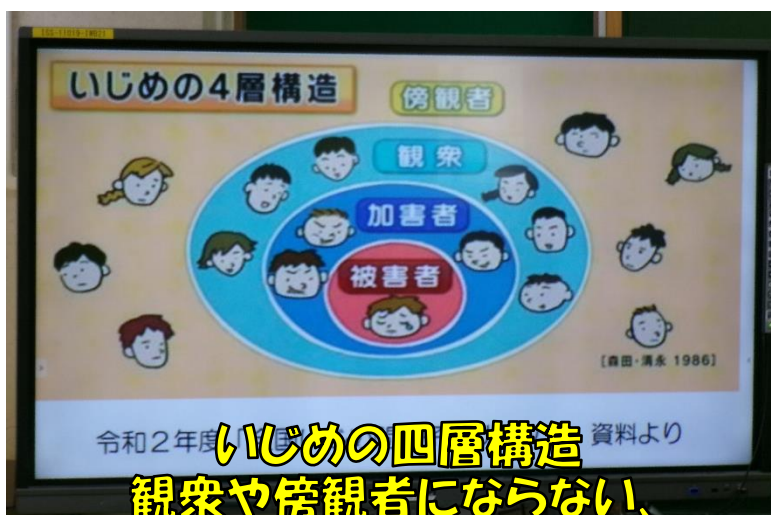 いじめの4層構造
傍観者
観衆
加害者
被害者
[森田・清永 1986]
令和2年度
資料より
いじめの四層構造
観衆や傍観者にならない、